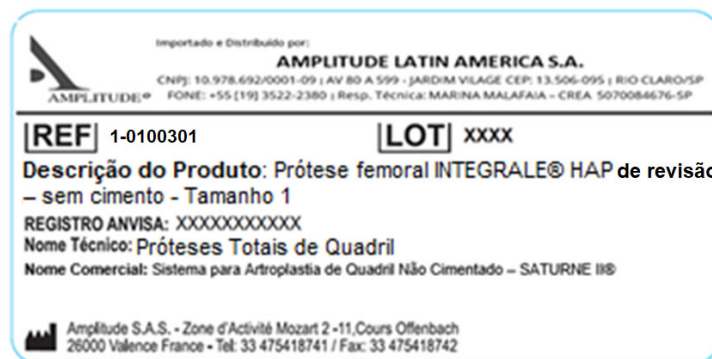 Importado e Distribuído por:
AMPLITUDE LATIN AMERICA S.A.
CNPJ: 10.978.692/0001-09 | AV 80 A 599 - JARDIM VILAGE CEP: 13.506-095 | RIO CLARO/SP
AMPLITUDE® FONE: +55 [19] 3522-2380 | Resp. Técnica: MARINA MALAFAIA - CREA 5070084676-SP
REF 1-0100301 LOT XXXX
Descrição do Produto: Prótese femoral INTEGRALE® HAP de revisão
– sem cimento - Tamanho 1
REGISTRO ANVISA: XXXXXXXXXXX
Nome Técnico: Próteses Totais de Quadril
Nome Comercial: Sistema para Artroplastia de Quadril Não Cimentado – SATURNE II®
Amplitude S.A.S. - Zone d'Activité Mozart 2 -11,Cours Offenbach
26000 Valence France - Tel: 33 475418741 / Fax: 33 475418742